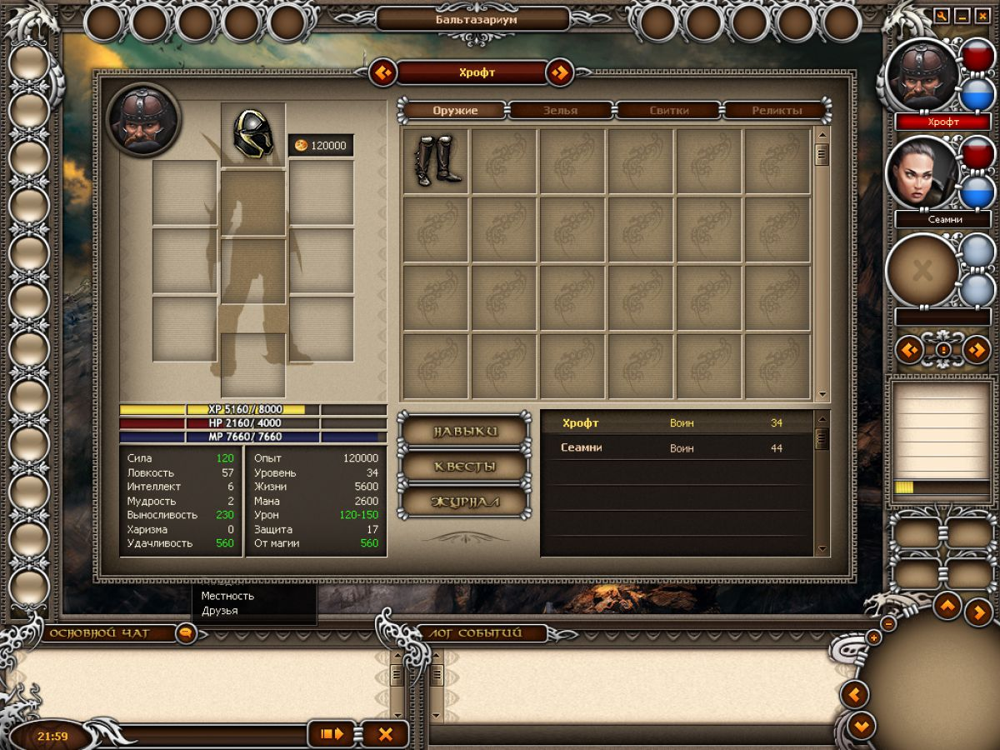 Бальтазариум
Хрофт
Хрофт
Сеамни
120000
Оружие Зелья Свитки Реликты
XP 5160 / 8000
HP 2160 / 4000
MP 7660 / 7660
Сила 120
Ловкость 57
Интеллект 6
Мудрость 2
Выносливость 230
Харизма 0
Удачливость 560
Опыт 120000
Уровень 34
Жизни 5600
Мана 2600
Урон 120-150
Защита 17
От магии 560
НАВЫКИ
КВЕСТЫ
ЖУРНАЛ
Хрофт Воин 34
Сеамни Воин 44
Местность
Друзья
ОСНОВНОЙ ЧАТ
ЛОГ СОБЫТИЙ
21:59